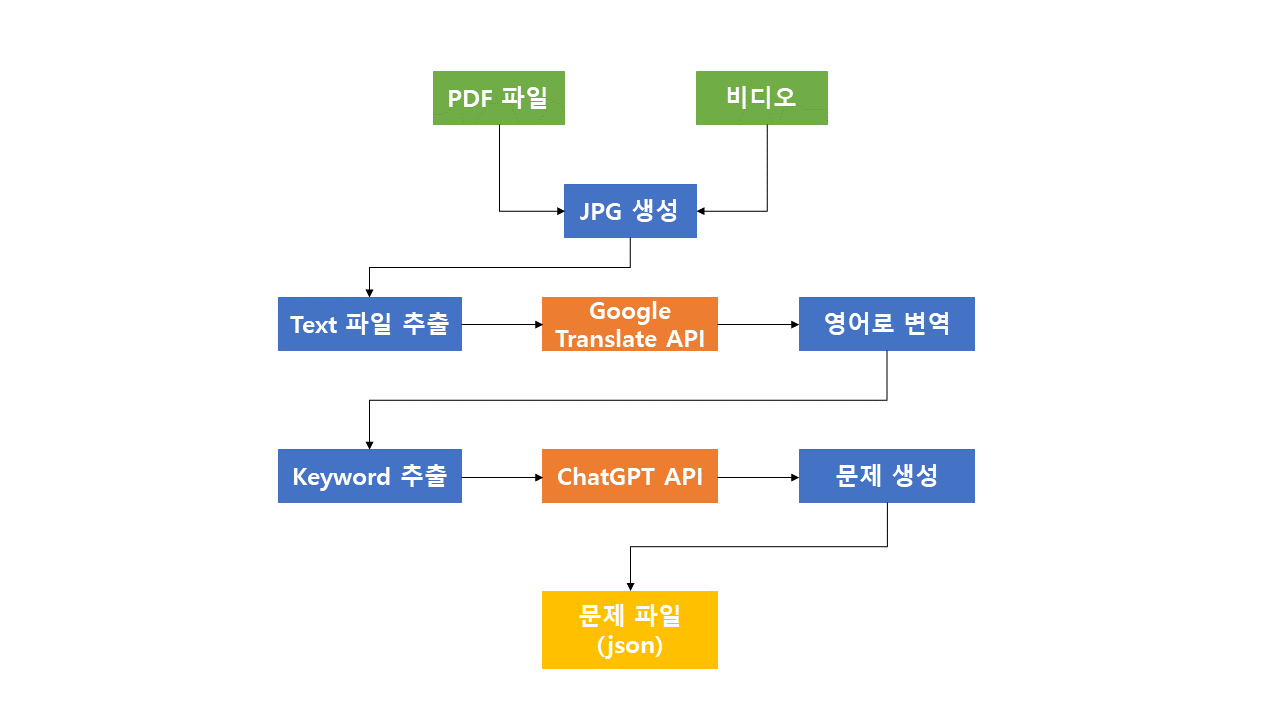 PDF 파일
비디오
JPG 생성
Text 파일 추출
Google
Translate API
영어로 변역
Keyword 추출
ChatGPT API
문제 생성
문제 파일
(json)